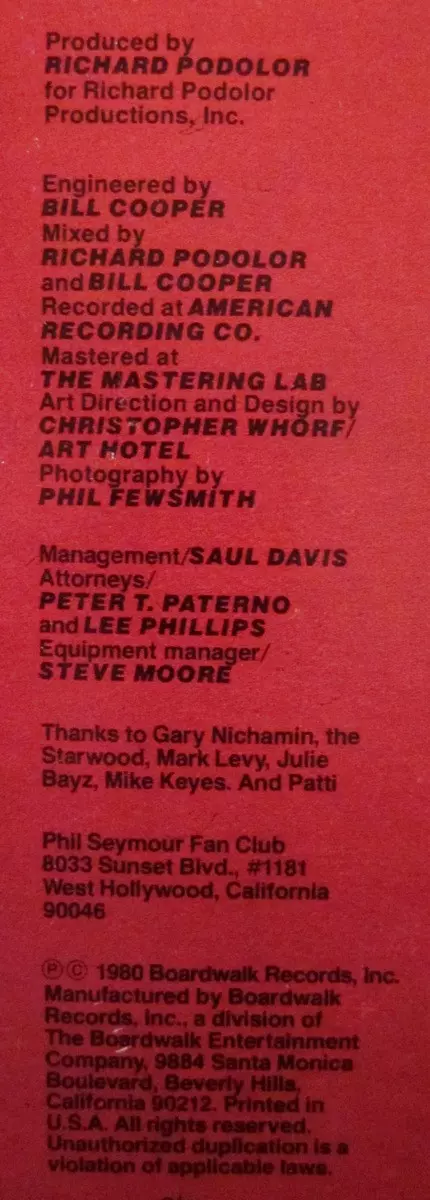 Produced by
RICHARD PODOLOR
for Richard Podolor
Productions, Inc.
Engineered by
BILL COOPER
Mixed by
RICHARD PODOLOR
and BILL COOPER
Recorded at AMERICAN
RECORDING CO.
Mastered at
THE MASTERING LAB
Art Direction and Design by
CHRISTOPHER WHORF/
ART HOTEL
Photography by
PHIL FEWSMITH
Management/SAUL DAVIS
Attorneys/
PETER T. PATERNO
and LEE PHILLIPS
Equipment manager/
STEVE MOORE
Thanks to Gary Nichamin, the
Starwood, Mark Levy, Julie
Bayz, Mike Keyes. And Patti
Phil Seymour Fan Club
8033 Sunset Blvd., #1181
West Hollywood, California
90046
℗© 1980 Boardwalk Records, Inc.
Manufactured by Boardwalk
Records, Inc., a division of
The Boardwalk Entertainment
Company, 9884 Santa Monica
Boulevard, Beverly Hills,
California 90212. Printed in
U.S.A. All rights reserved.
Unauthorized duplication is a
violation of applicable laws.